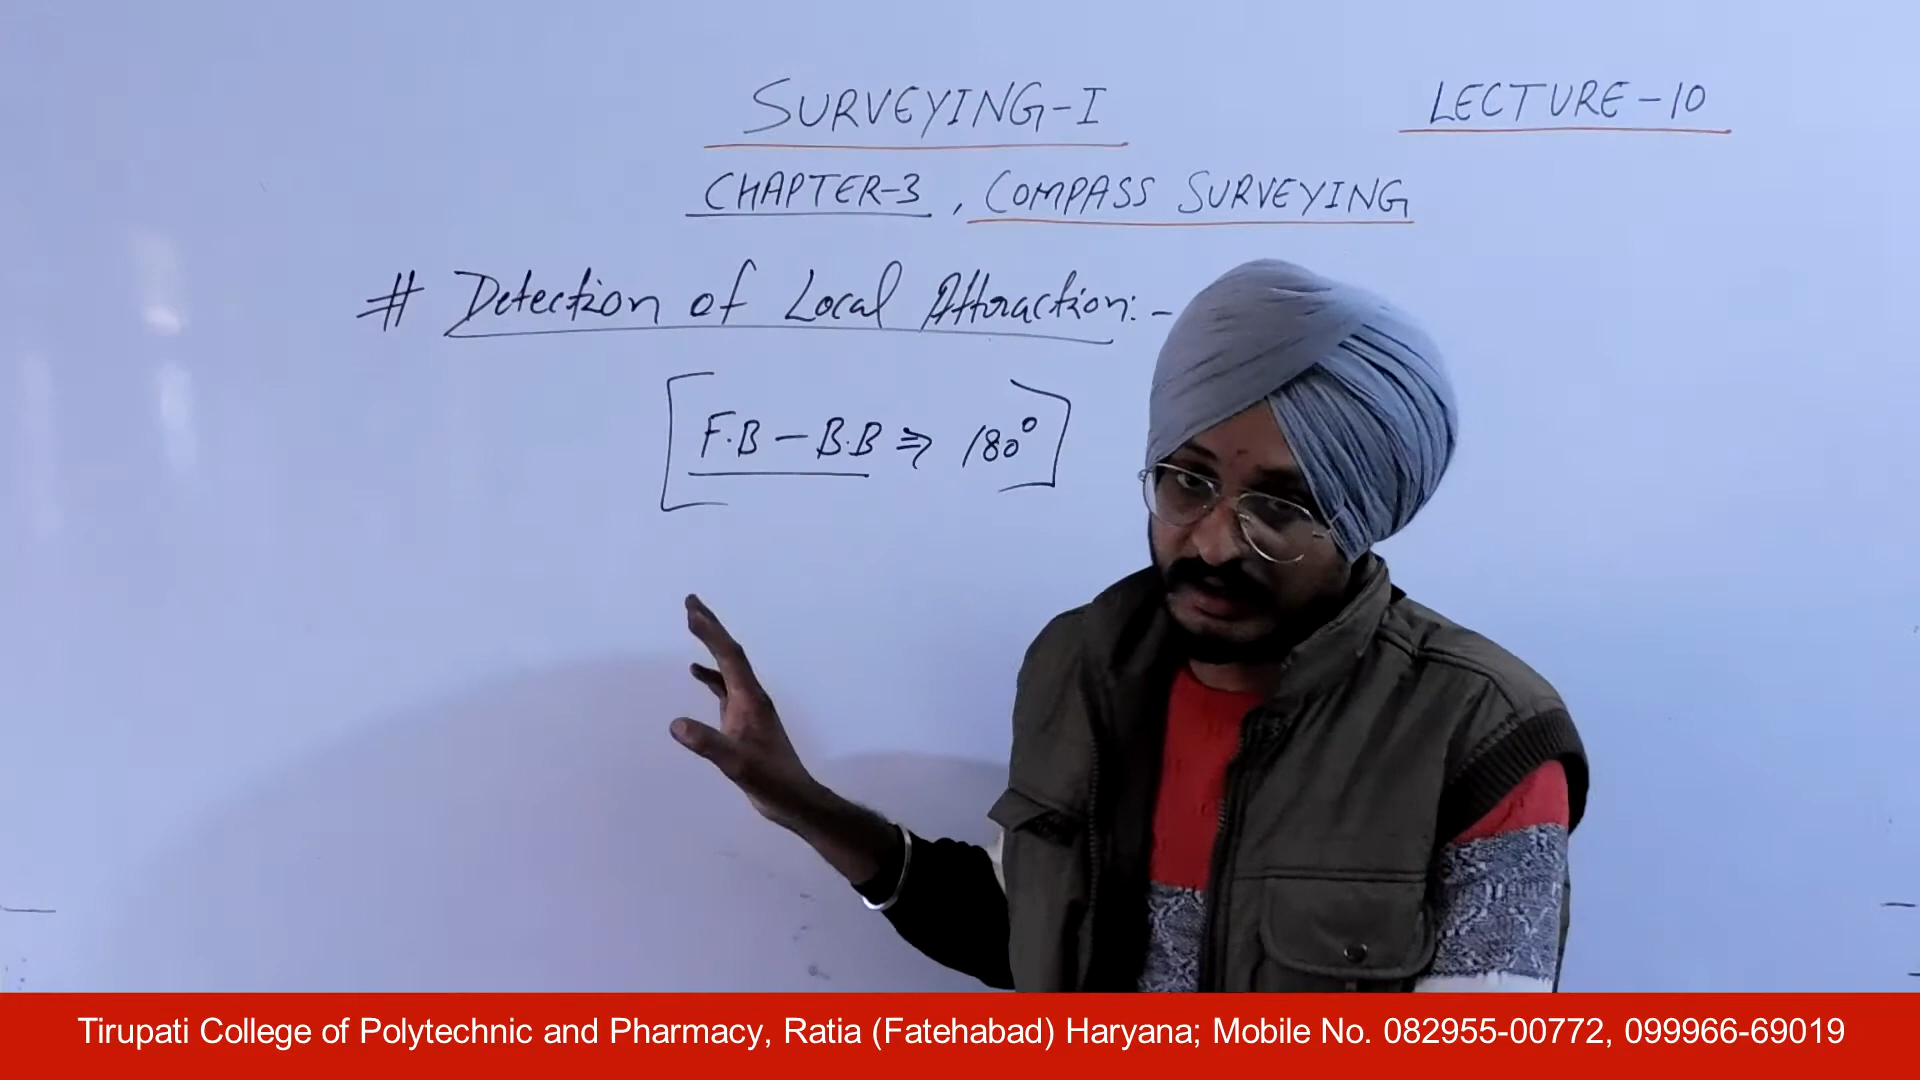 SURVEYING-I
LECTURE-10
CHAPTER-3, COMPASS SURVEYING
# Detection of Local Attraction:-
F.B - B.B ⇒ 180°
Tirupati College of Polytechnic and Pharmacy, Ratia (Fatehabad) Haryana; Mobile No. 082955-00772, 099966-69019